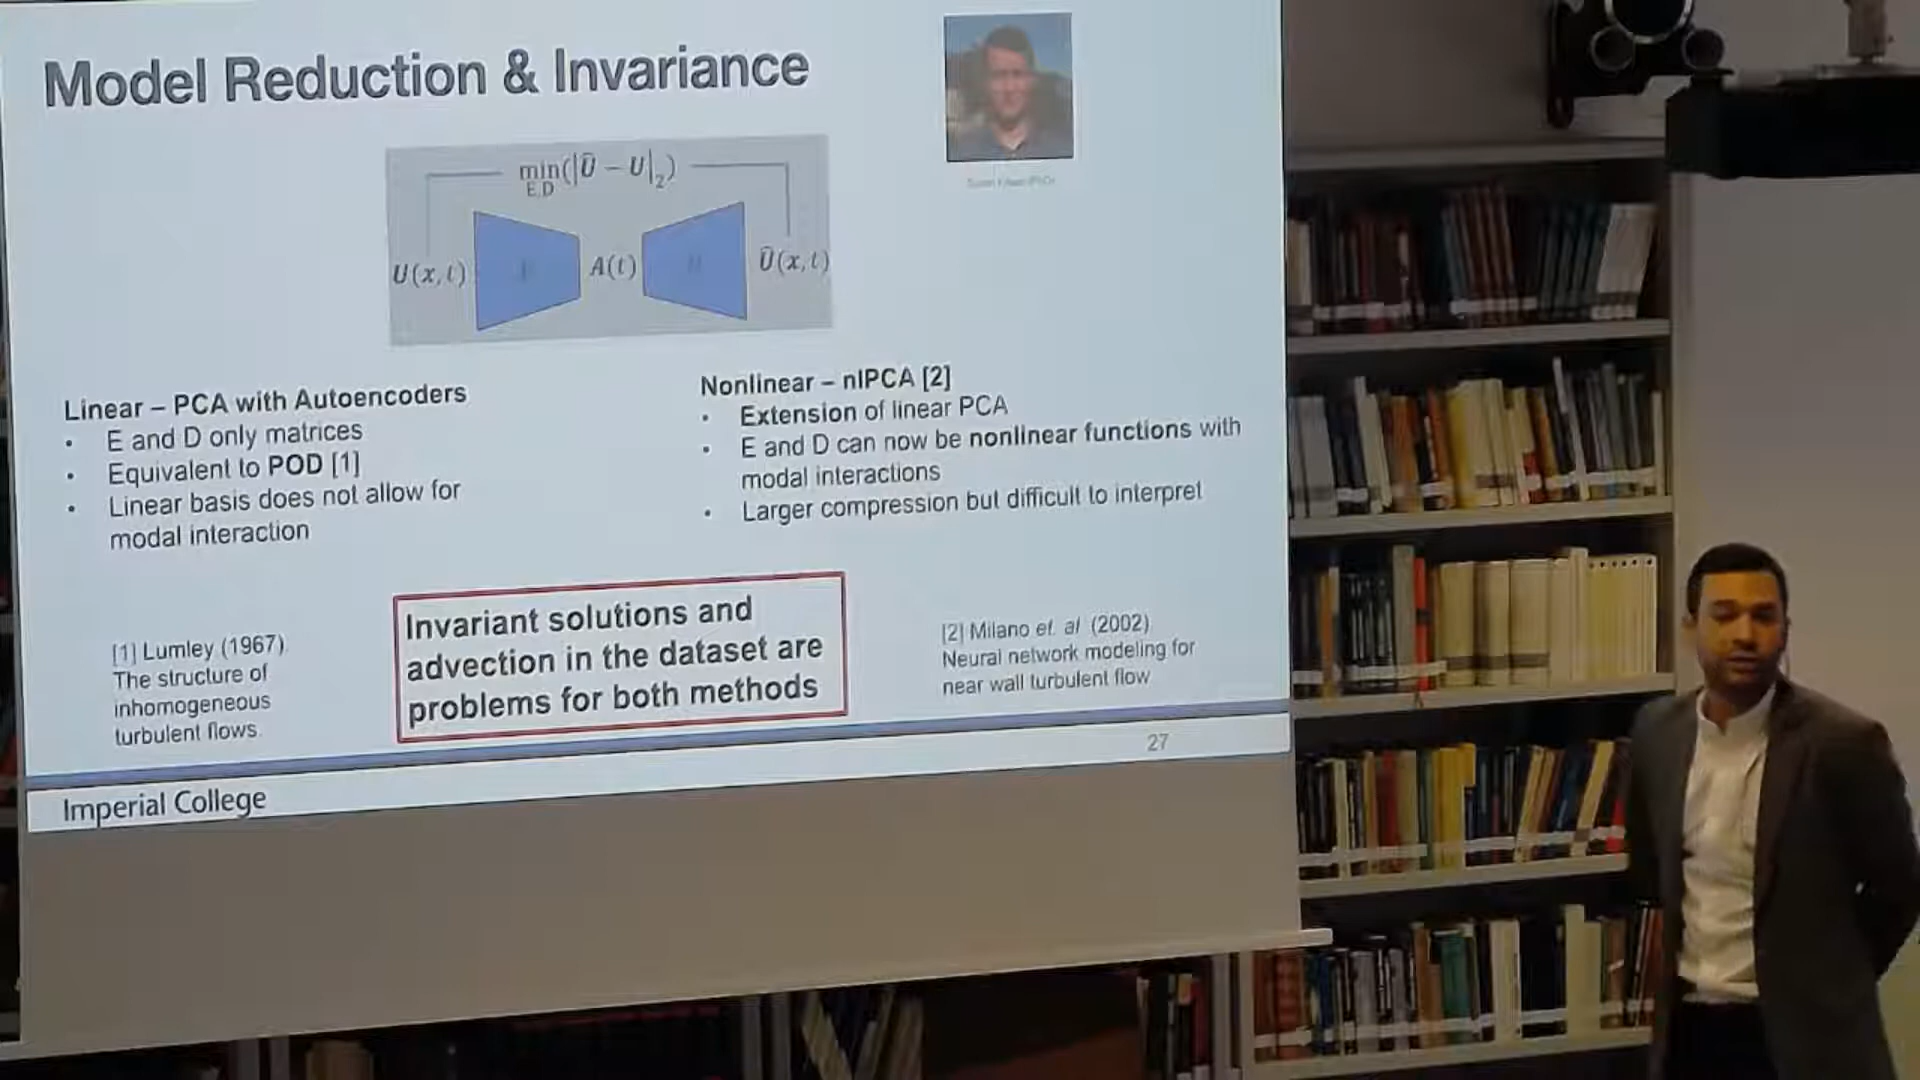 Model Reduction & Invariance
min(|Û − U|₂)
E,D
U(x,t)
A(t)
Û(x,t)
Linear – PCA with Autoencoders
• E and D only matrices
• Equivalent to POD [1]
• Linear basis does not allow for
modal interaction
Nonlinear – nlPCA [2]
• Extension of linear PCA
• E and D can now be nonlinear functions with
modal interactions
• Larger compression but difficult to interpret
[1] Lumley (1967)
The structure of
inhomogeneous
turbulent flows.
Invariant solutions and
advection in the dataset are
problems for both methods
[2] Milano et. al (2002)
Neural network modeling for
near wall turbulent flow
27
Imperial College